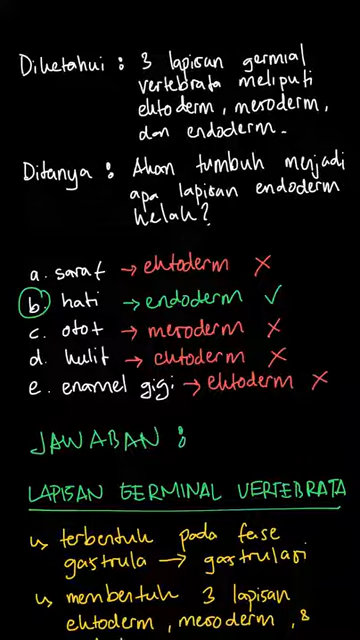 Diketahui : 3 lapisan germial
vertebrata meliputi
ektoderm, mesoderm,
dan endoderm.
Ditanya : Akan tumbuh menjadi
apa lapisan endoderm
kelak?
a. saraf → ektoderm ✗
b. hati → endoderm ✓
c. otot → mesoderm ✗
d. kulit → ektoderm ✗
e. enamel gigi → ektoderm ✗
JAWABAN :
LAPISAN GERMINAL VERTEBRATA
↳ terbentuk pada fase
gastrula → gastrulasi
↳ membentuk 3 lapisan
ektoderm, mesoderm, &